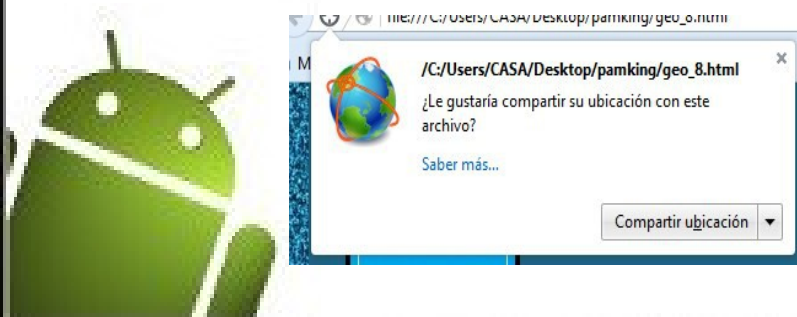 file:///C:/Users/CASA/Desktop/pamking/geo_8.html
M
/C:/Users/CASA/Desktop/pamking/geo_8.html
¿Le gustaría compartir su ubicación con este
archivo?
Saber más...
Compartir ubicación